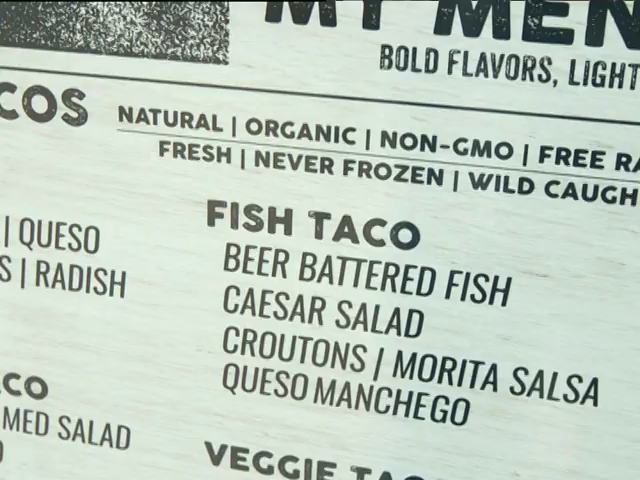 MY MEN
BOLD FLAVORS, LIGHT
COS
NATURAL | ORGANIC | NON-GMO | FREE RA
FRESH | NEVER FROZEN | WILD CAUGH
| QUESO
S | RADISH
FISH TACO
BEER BATTERED FISH
CAESAR SALAD
CROUTONS | MORITA SALSA
QUESO MANCHEGO
CO
MED SALAD
VEGGIE TAC